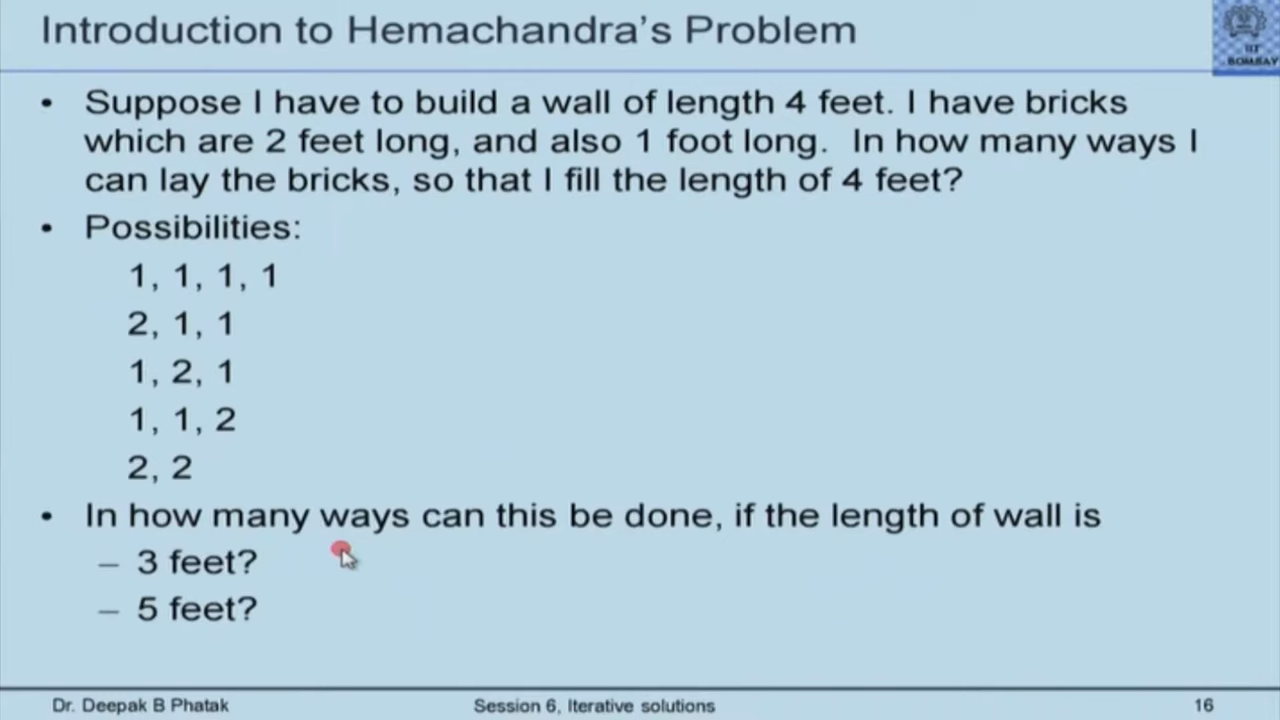 Introduction to Hemachandra's Problem
IIT
BOMBAY
• Suppose I have to build a wall of length 4 feet. I have bricks
which are 2 feet long, and also 1 foot long. In how many ways I
can lay the bricks, so that I fill the length of 4 feet?
• Possibilities:
1, 1, 1, 1
2, 1, 1
1, 2, 1
1, 1, 2
2, 2
• In how many ways can this be done, if the length of wall is
– 3 feet?
– 5 feet?
Dr. Deepak B Phatak
Session 6, Iterative solutions
16